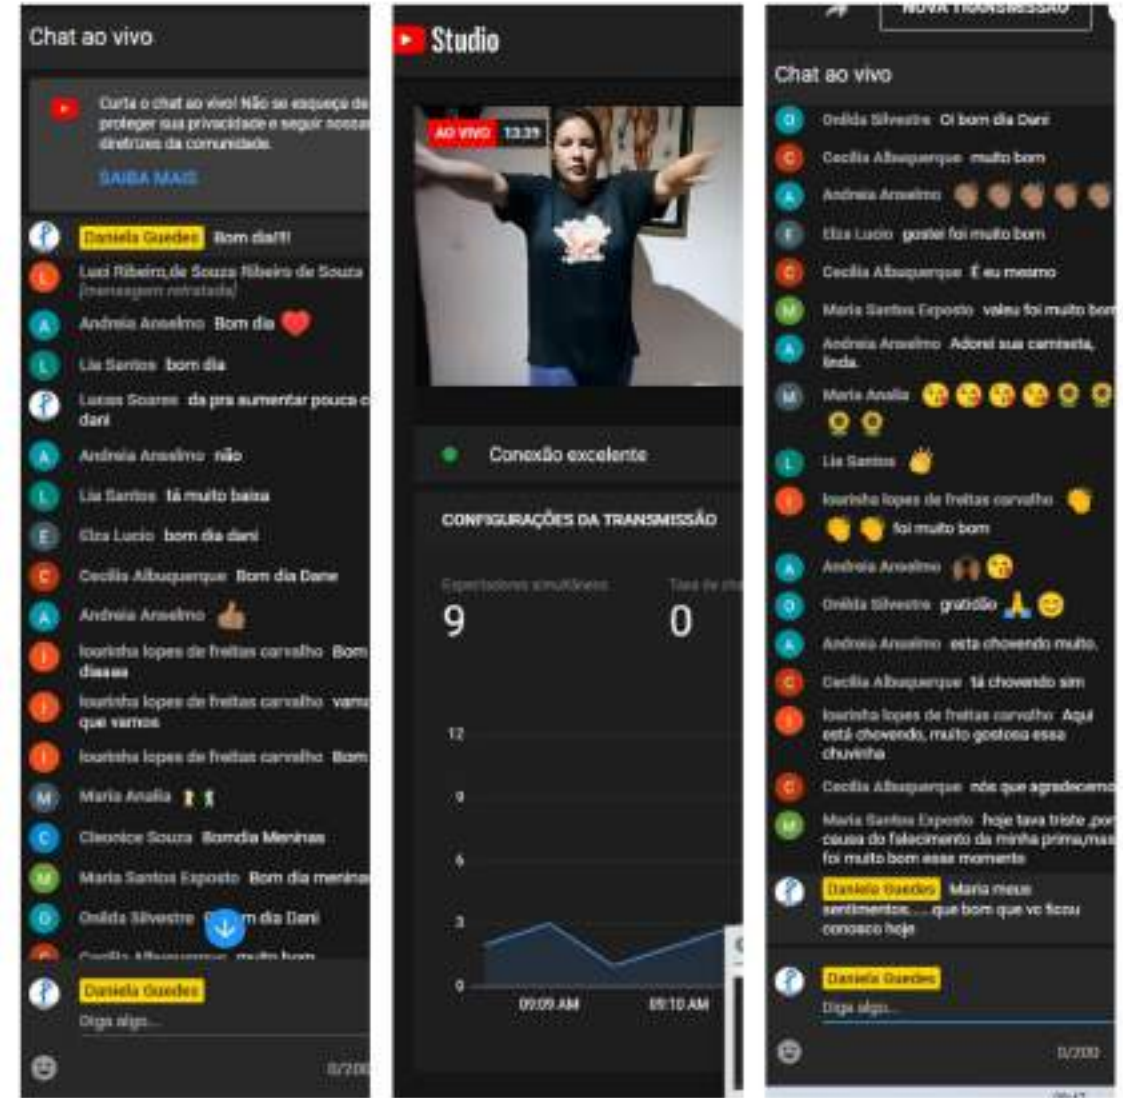 Chat ao vivo
Curta o chat ao vivo! Não se esqueça de
proteger sua privacidade e seguir nossas
diretrizes da comunidade.
SAIBA MAIS
Daniela Guedes Bom dia!!!!
Luci Ribeiro,de Souza Ribeiro de Souza
[mensagem retratada]
Andreia Anselmo Bom dia ❤️
Lia Santos bom dia
Lucas Soares da pra aumentar pouca
dani
Andreia Anselmo não
Lia Santos tá muito baixa
Elza Lucio bom dia dani
Cecilia Albuquerque Bom dia Dane
Andreia Anselmo 👍🏽
lourinha lopes de freitas carvalho Bom
diaaaa
lourinha lopes de freitas carvalho
que vamos
lourinha lopes de freitas carvalho Bom
Maria Analia
Cleonice Souza Bomdia Meninas
Maria Santos Exposto Bom dia menina
Onilda Silvestre m dia Dani
Cecilia Albuquerque muito bom
Daniela Guedes
Diga algo...
0/200
Studio
AO VIVO 13:39
Conexão excelente
CONFIGURAÇÕES DA TRANSMISSÃO
Espectadores simultâneos Taxa de
9 0
12
9
6
3
0
09:09 AM 09:10 AM
NOVA TRANSMISSÃO
Chat ao vivo
Onilda Silvestre Oi bom dia Dani
Cecilia Albuquerque muito bom
Andreia Anselmo 👏🏽👏🏽👏🏽👏🏽👏🏽
Elza Lucio gostei foi muito bom
Cecilia Albuquerque É eu mesmo
Maria Santos Exposto valeu foi muito bom
Andreia Anselmo Adorei sua camiseta,
linda.
Maria Analia 😘😘😘😘🌻🌻
🌻🌻
Lia Santos 👏
lourinha lopes de freitas carvalho 👏
👏👏 foi muito bom
Andreia Anselmo 🙌🏾😘
Onilda Silvestre gratidão 🙏😊
Andreia Anselmo esta chovendo muito.
Cecilia Albuquerque tá chovendo sim
lourinha lopes de freitas carvalho Aqui
está chovendo, muito gostosa essa
chuvinha
Cecilia Albuquerque nós que agradecemo
Maria Santos Exposto hoje tava triste ,por
causa do falecimento da minha prima,mas
foi muito bom esse momento
Daniela Guedes Maria meus
sentimentos.... que bom que vc ficou
conosco hoje
Daniela Guedes
Diga algo...
0/200